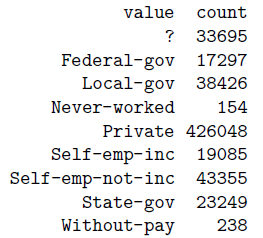 value count
? 33695
Federal-gov 17297
Local-gov 38426
Never-worked 154
Private 426048
Self-emp-inc 19085
Self-emp-not-inc 43355
State-gov 23249
Without-pay 238